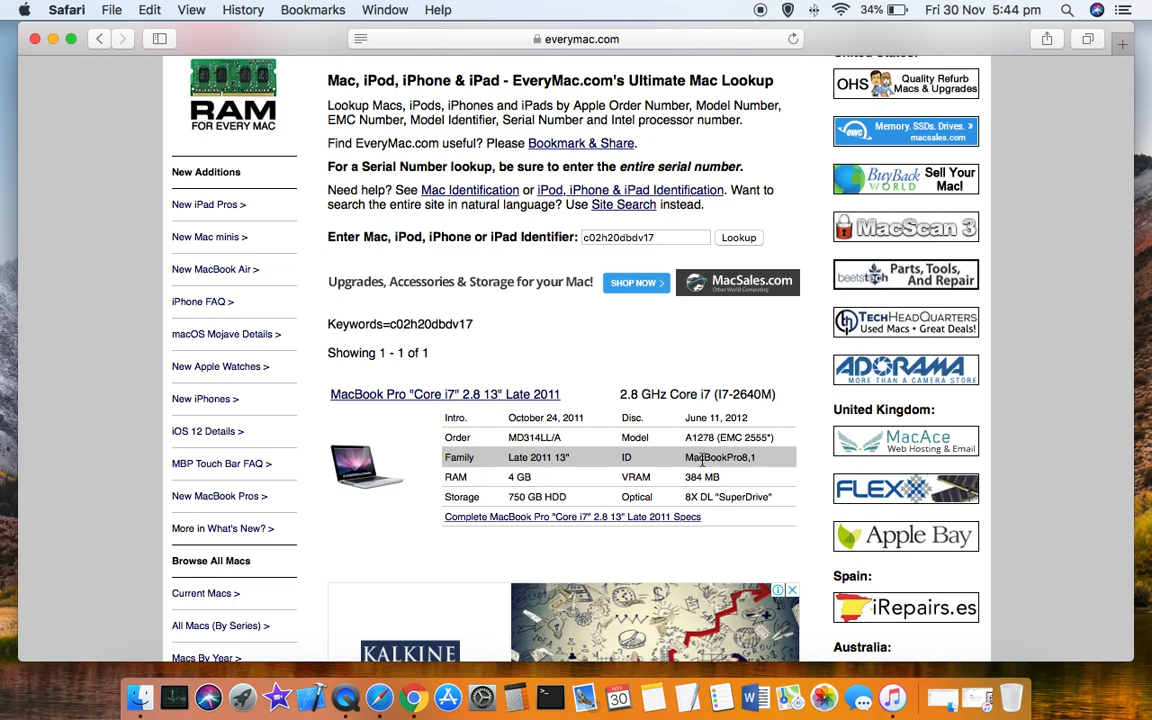 Safari File Edit View History Bookmarks Window Help 34% Fri 30 Nov 5:44 pm
everymac.com
RAM
FOR EVERY MAC
New Additions
New iPad Pros >
New Mac minis >
New MacBook Air >
iPhone FAQ >
macOS Mojave Details >
New Apple Watches >
New iPhones >
iOS 12 Details >
MBP Touch Bar FAQ >
New MacBook Pros >
More in What's New? >
Browse All Macs
Current Macs >
All Macs (By Series) >
Macs By Year >
Mac, iPod, iPhone & iPad - EveryMac.com's Ultimate Mac Lookup
Lookup Macs, iPods, iPhones and iPads by Apple Order Number, Model Number,
EMC Number, Model Identifier, Serial Number and Intel processor number.
Find EveryMac.com useful? Please Bookmark & Share.
For a Serial Number lookup, be sure to enter the entire serial number.
Need help? See Mac Identification or iPod, iPhone & iPad Identification. Want to
search the entire site in natural language? Use Site Search instead.
Enter Mac, iPod, iPhone or iPad Identifier: c02h20dbdv17 Lookup
Upgrades, Accessories & Storage for your Mac! SHOP NOW > MacSales.com
Other World Computing
Keywords=c02h20dbdv17
Showing 1 - 1 of 1
MacBook Pro "Core i7" 2.8 13" Late 2011 2.8 GHz Core i7 (I7-2640M)
Intro. October 24, 2011 Disc. June 11, 2012
Order MD314LL/A Model A1278 (EMC 2555*)
Family Late 2011 13" ID MacBookPro8,1
RAM 4 GB VRAM 384 MB
Storage 750 GB HDD Optical 8X DL "SuperDrive"
Complete MacBook Pro "Core i7" 2.8 13" Late 2011 Specs
KALKINE
OHS Quality Refurb
Macs & Upgrades
OWC Memory. SSDs. Drives. »
macsales.com
BuyBack
WORLD
Sell Your
Mac!
MacScan 3
beetstech Parts, Tools,
And Repair
TECHHEADQUARTERS
Used Macs • Great Deals!
ADORAMA
MORE THAN A CAMERA STORE
United Kingdom:
MacAce
Web Hosting & Email
FLEX
Apple Bay
Spain:
iRepairs.es
Australia:
NOV
30